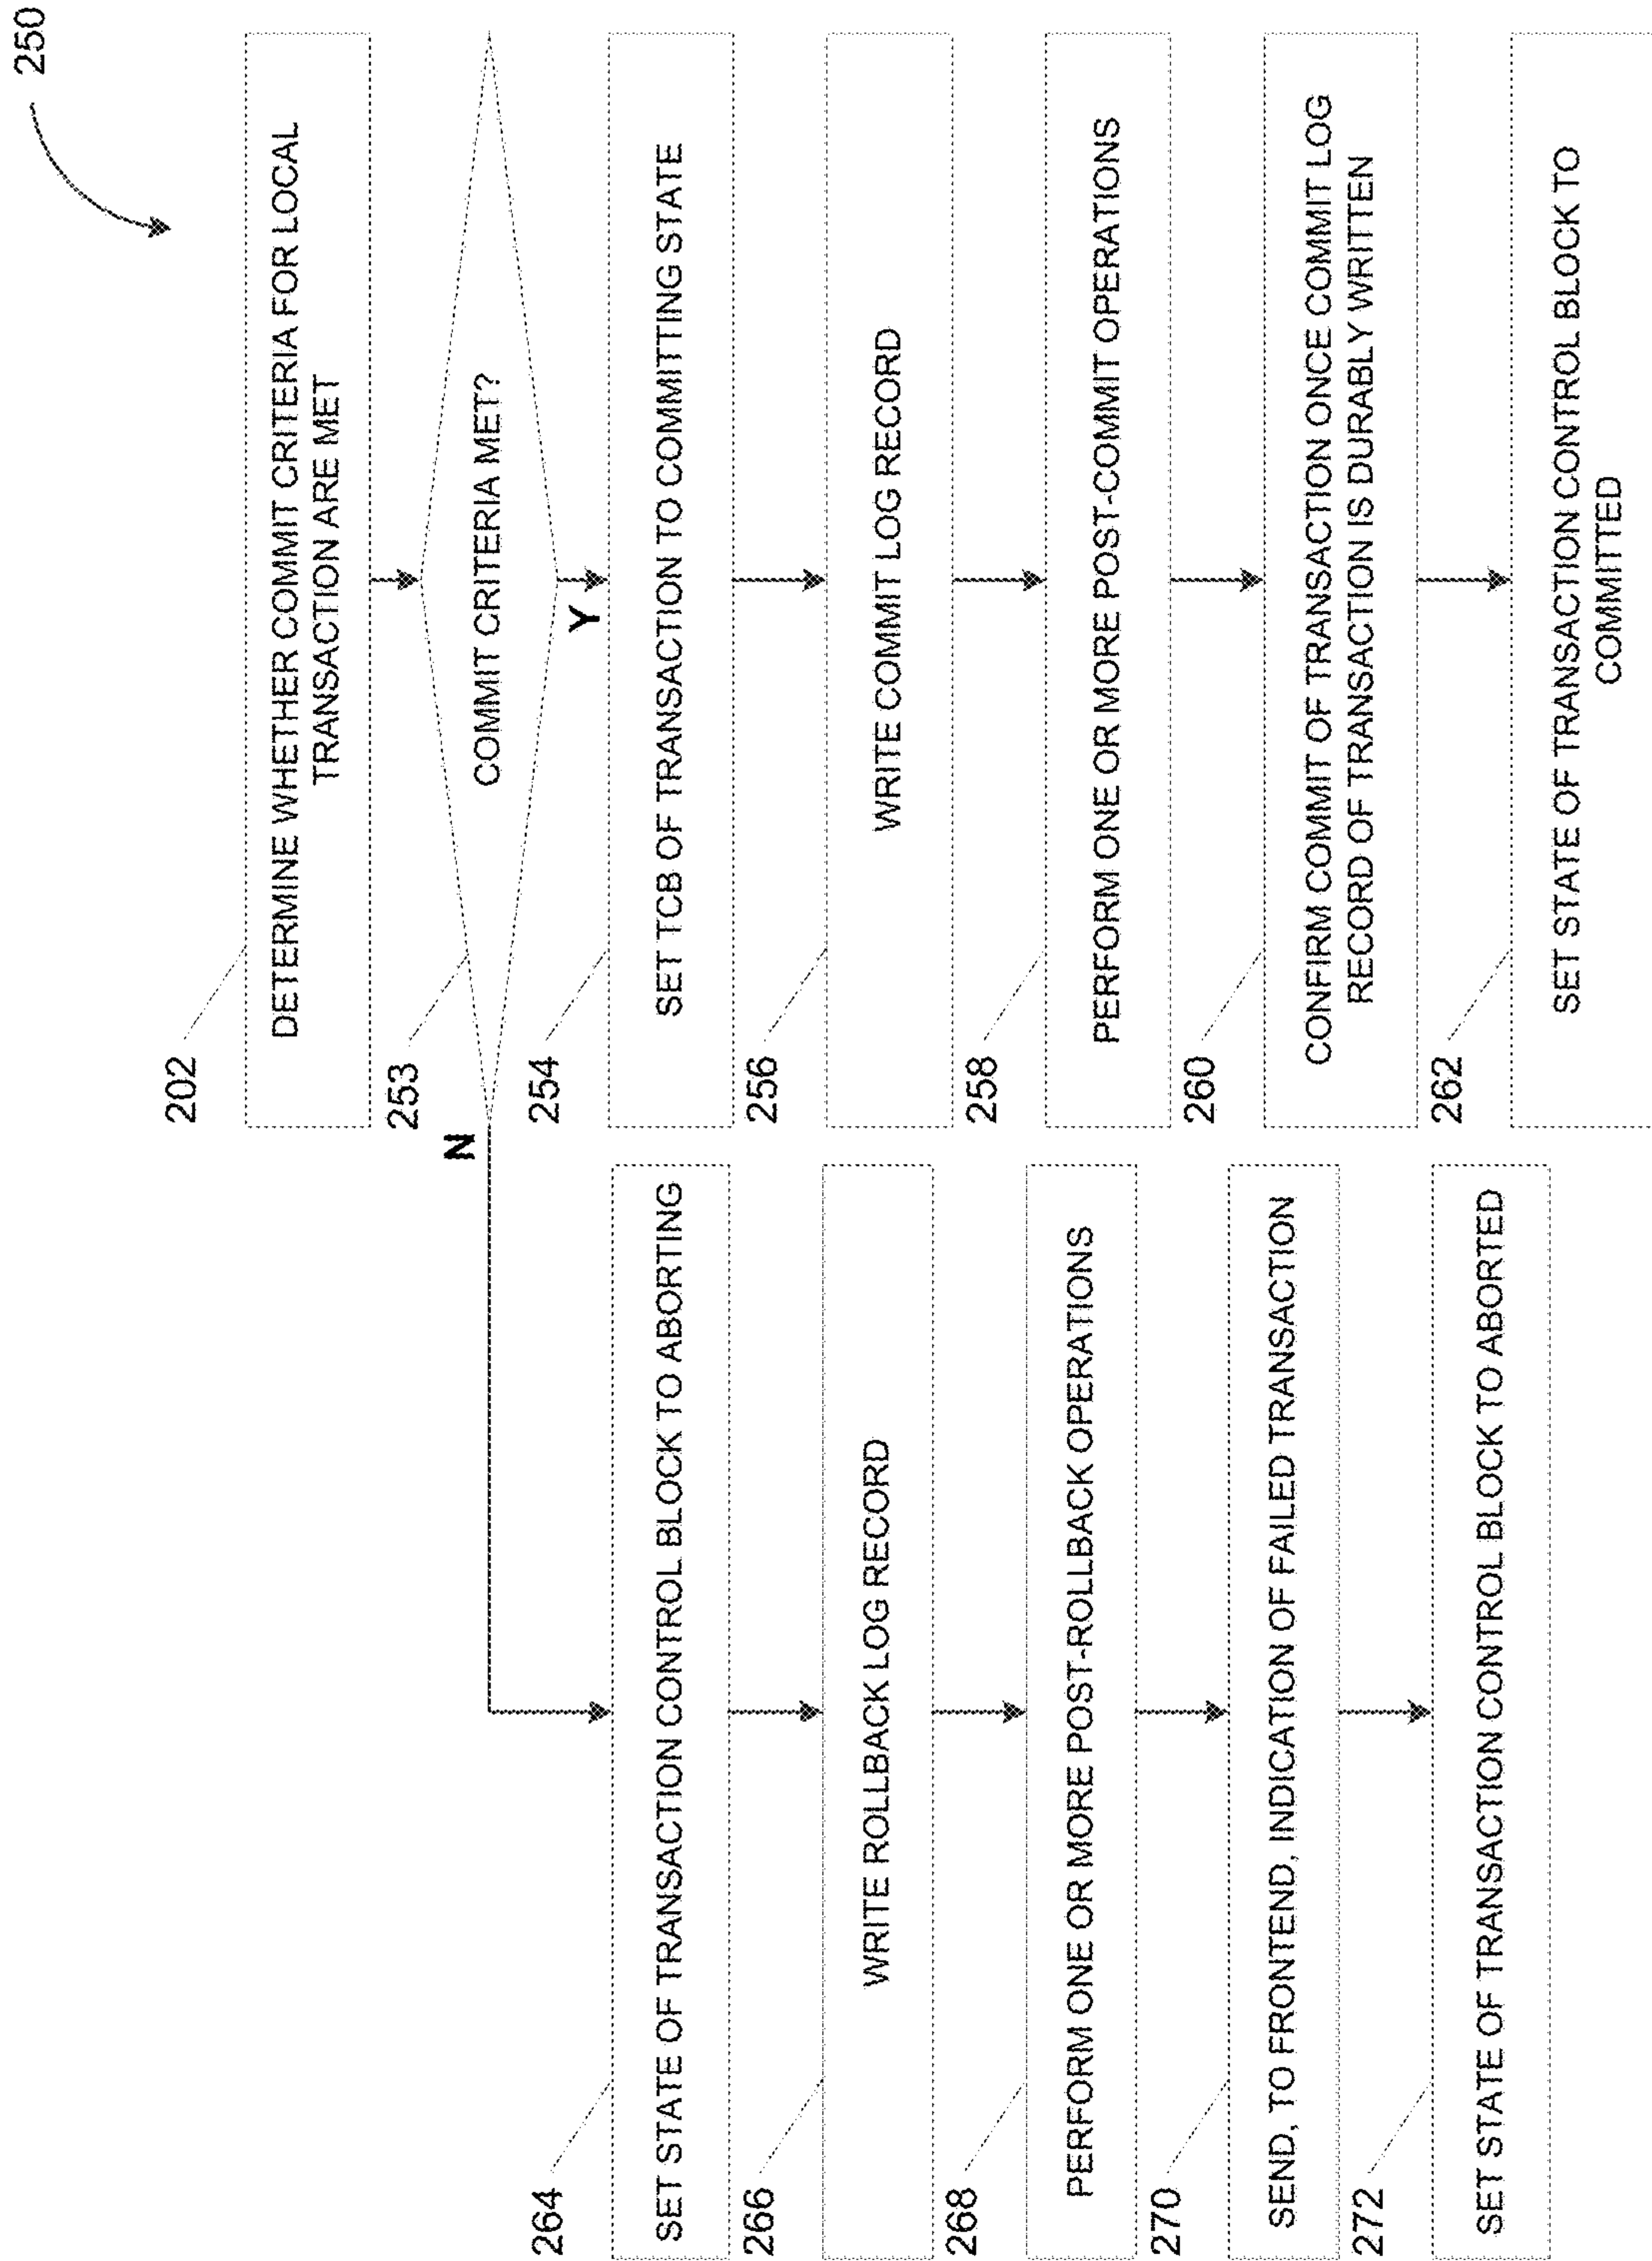 250
202
DETERMINE WHETHER COMMIT CRITERIA FOR LOCAL
TRANSACTION ARE MET
253
COMMIT CRITERIA MET?
N
Y
254
SET TCB OF TRANSACTION TO COMMITTING STATE
256
WRITE COMMIT LOG RECORD
258
PERFORM ONE OR MORE POST-COMMIT OPERATIONS
260
CONFIRM COMMIT OF TRANSACTION ONCE COMMIT LOG
RECORD OF TRANSACTION IS DURABLY WRITTEN
262
SET STATE OF TRANSACTION CONTROL BLOCK TO
COMMITTED
264
SET STATE OF TRANSACTION CONTROL BLOCK TO ABORTING
266
WRITE ROLLBACK LOG RECORD
268
PERFORM ONE OR MORE POST-ROLLBACK OPERATIONS
270
SEND, TO FRONTEND, INDICATION OF FAILED TRANSACTION
272
SET STATE OF TRANSACTION CONTROL BLOCK TO ABORTED